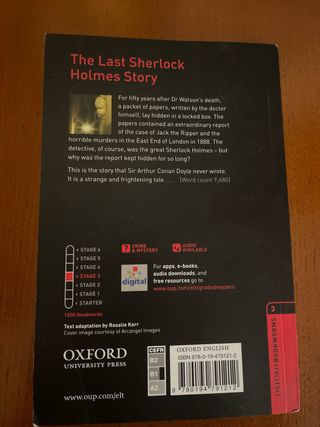 The Last Sherlock
Holmes Story
For fifty years after Dr Watson's death,
a packet of papers, written by the doctor
himself, lay hidden in a locked box. The
papers contained an extraordinary report
of the case of Jack the Ripper and the
horrible murders in the East End of London in 1888. The
detective, of course, was the great Sherlock Holmes – but
why was the report kept hidden for so long?
This is the story that Sir Arthur Conan Doyle never wrote.
It is a strange and frightening tale . . . (Word count 9,680)
STAGE 6
STAGE 5
STAGE 4
STAGE 3
STAGE 2
STAGE 1
STARTER
1000 Headwords
CRIME
& MYSTERY
AUDIO
AVAILABLE
digital
For apps, e-books,
audio downloads, and
free resources go to
www.oup.com/elt/gradedreaders
Text adaptation by Rosalie Kerr
Cover image courtesy of Arcangel Images
OXFORD
UNIVERSITY PRESS
www.oup.com/elt
CEFR
B2
B1
A2
OXFORD ENGLISH
ISBN 978-0-19-479121-2
9 780194 791212
3
OXFORD BOOKWORMS